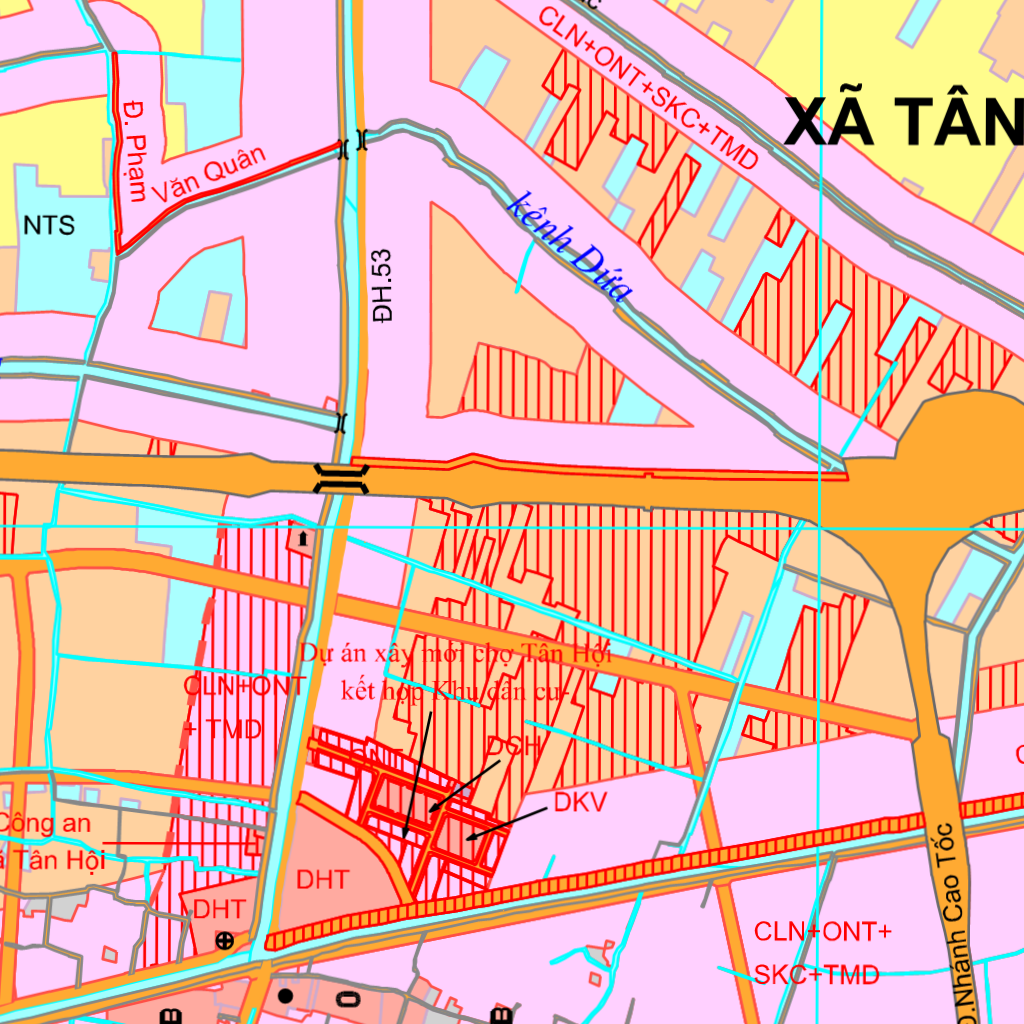 CLN+ONT+SKC+TMD
XÃ TÂN
Đ. Phạm
Văn Quân
NTS
kênh Dứa
ĐH.53
Dự án xây mới chợ Tân Hội
kết hợp Khu dân cư
CLN+ONT
+ TMD
DCH
DKV
Công an
Tân Hội
DHT
DHT
CLN+ONT+
SKC+TMD
Đ.Nhánh Cao Tốc